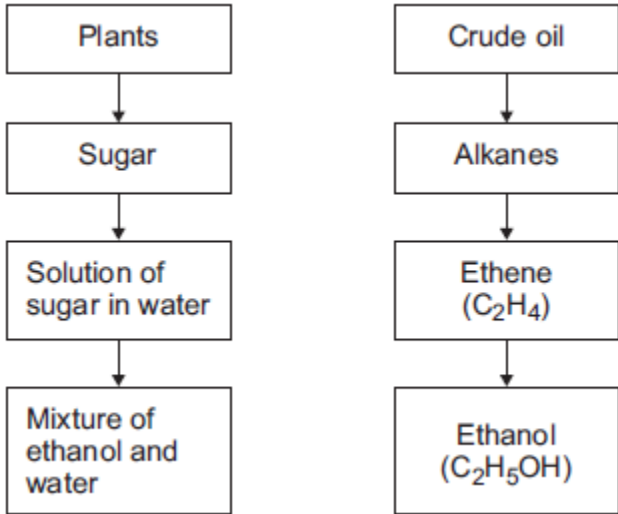 Plants
Sugar
Solution of
sugar in water
Mixture of
ethanol and
water
Crude oil
Alkanes
Ethene
(C₂H₄)
Ethanol
(C₂H₅OH)